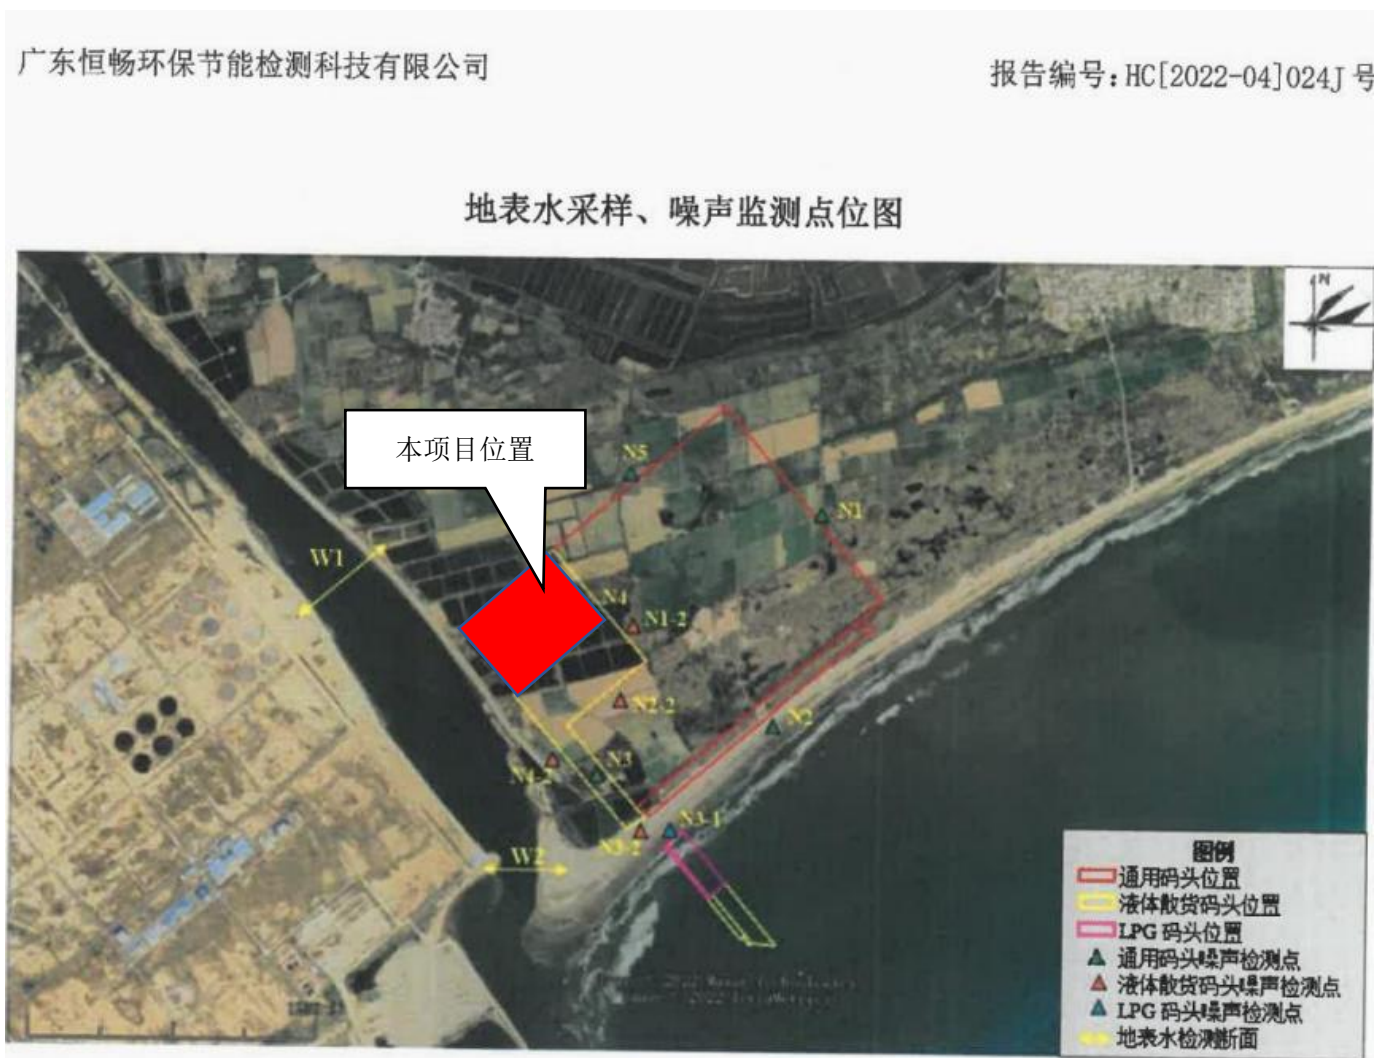 广东恒畅环保节能检测科技有限公司
报告编号:HC[2022-04]024J 号
地表水采样、噪声监测点位图
N
本项目位置
N5
N1
W1
N4
N1-2
N2-2
N2
N4-2
N3
N3-1
N3-2
W2
图例
通用码头位置
液体散货码头位置
LPG 码头位置
通用码头噪声检测点
液体散货码头噪声检测点
LPG 码头噪声检测点
地表水检测断面